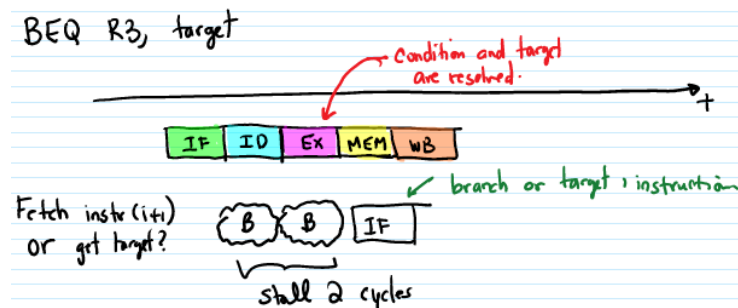 BEQ R3, target
Condition and target
are resolved.
t
IF ID EX MEM WB
branch or target, instruction
Fetch instr(i+1)
or get target?
B B IF
stall 2 cycles